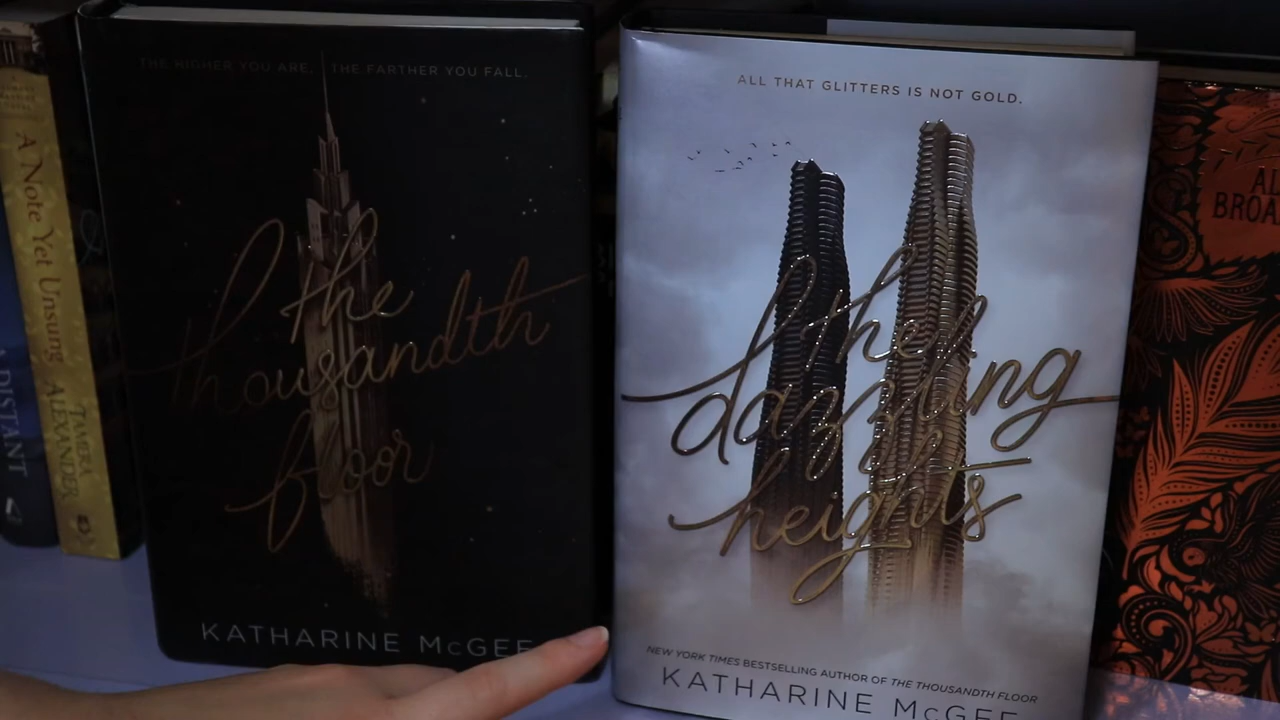 A Note Yet Unsung
TAMERA
ALEXANDER
DISTANT
THE HIGHER YOU ARE, THE FARTHER YOU FALL.
the
thousandth
floor
KATHARINE McGEE
ALL THAT GLITTERS IS NOT GOLD.
the
dazzling
heights
NEW YORK TIMES BESTSELLING AUTHOR OF THE THOUSANDTH FLOOR
KATHARINE McGEE